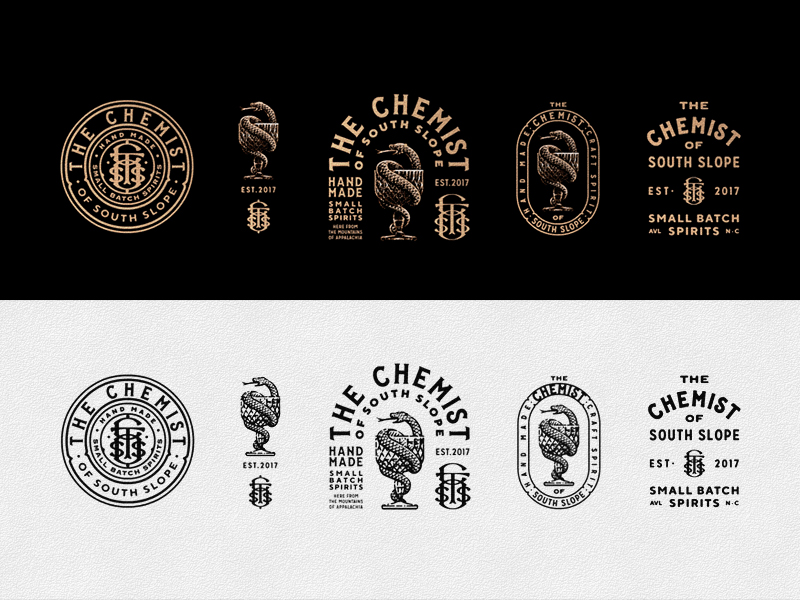 THE CHEMIST
HAND MADE
SMALL BATCH SPIRITS
· OF SOUTH SLOPE ·
EST.2017
THE CHEMIST
OF SOUTH SLOPE
HAND
MADE
SMALL
BATCH
SPIRITS
HERE FROM
THE MOUNTAINS
OF APPALACHIA
EST.2017
THE
CHEMIST
HAND MADE
CRAFT SPIRIT
OF
SOUTH SLOPE
THE
CHEMIST
OF
SOUTH SLOPE
EST· 2017
SMALL BATCH
AVL SPIRITS N·C
THE CHEMIST
HAND MADE
SMALL BATCH SPIRITS
· OF SOUTH SLOPE ·
EST.2017
THE CHEMIST
OF SOUTH SLOPE
HAND
MADE
SMALL
BATCH
SPIRITS
HERE FROM
THE MOUNTAINS
OF APPALACHIA
EST.2017
THE
CHEMIST
HAND MADE
CRAFT SPIRIT
OF
SOUTH SLOPE
THE
CHEMIST
OF
SOUTH SLOPE
EST· 2017
SMALL BATCH
AVL SPIRITS N·C